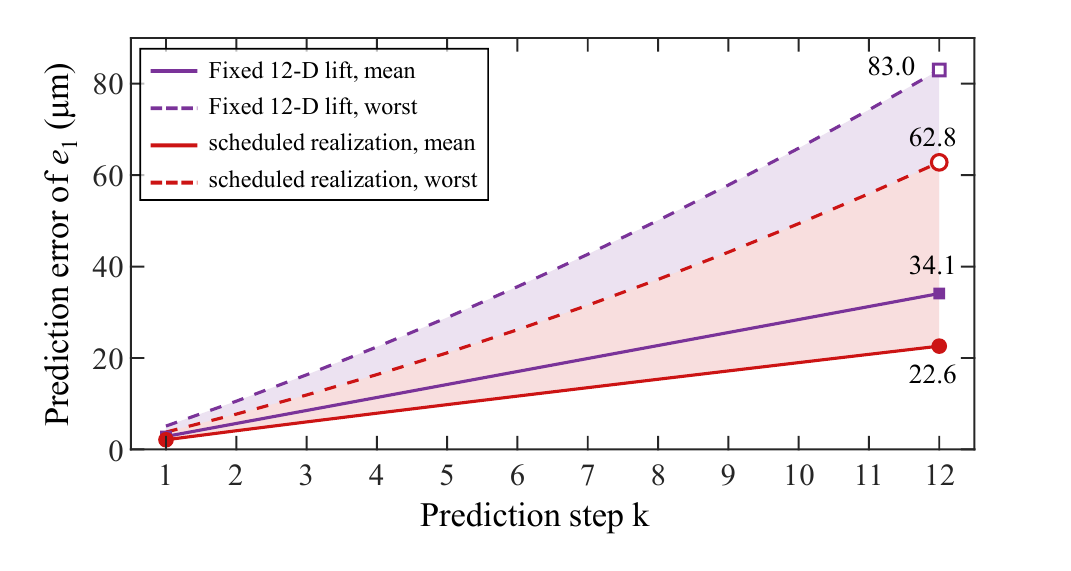 Fixed 12-D lift, mean
Fixed 12-D lift, worst
scheduled realization, mean
scheduled realization, worst
83.0
62.8
34.1
22.6
Prediction error of e1 (μm)
80
60
40
20
0
1 2 3 4 5 6 7 8 9 10 11 12
Prediction step k